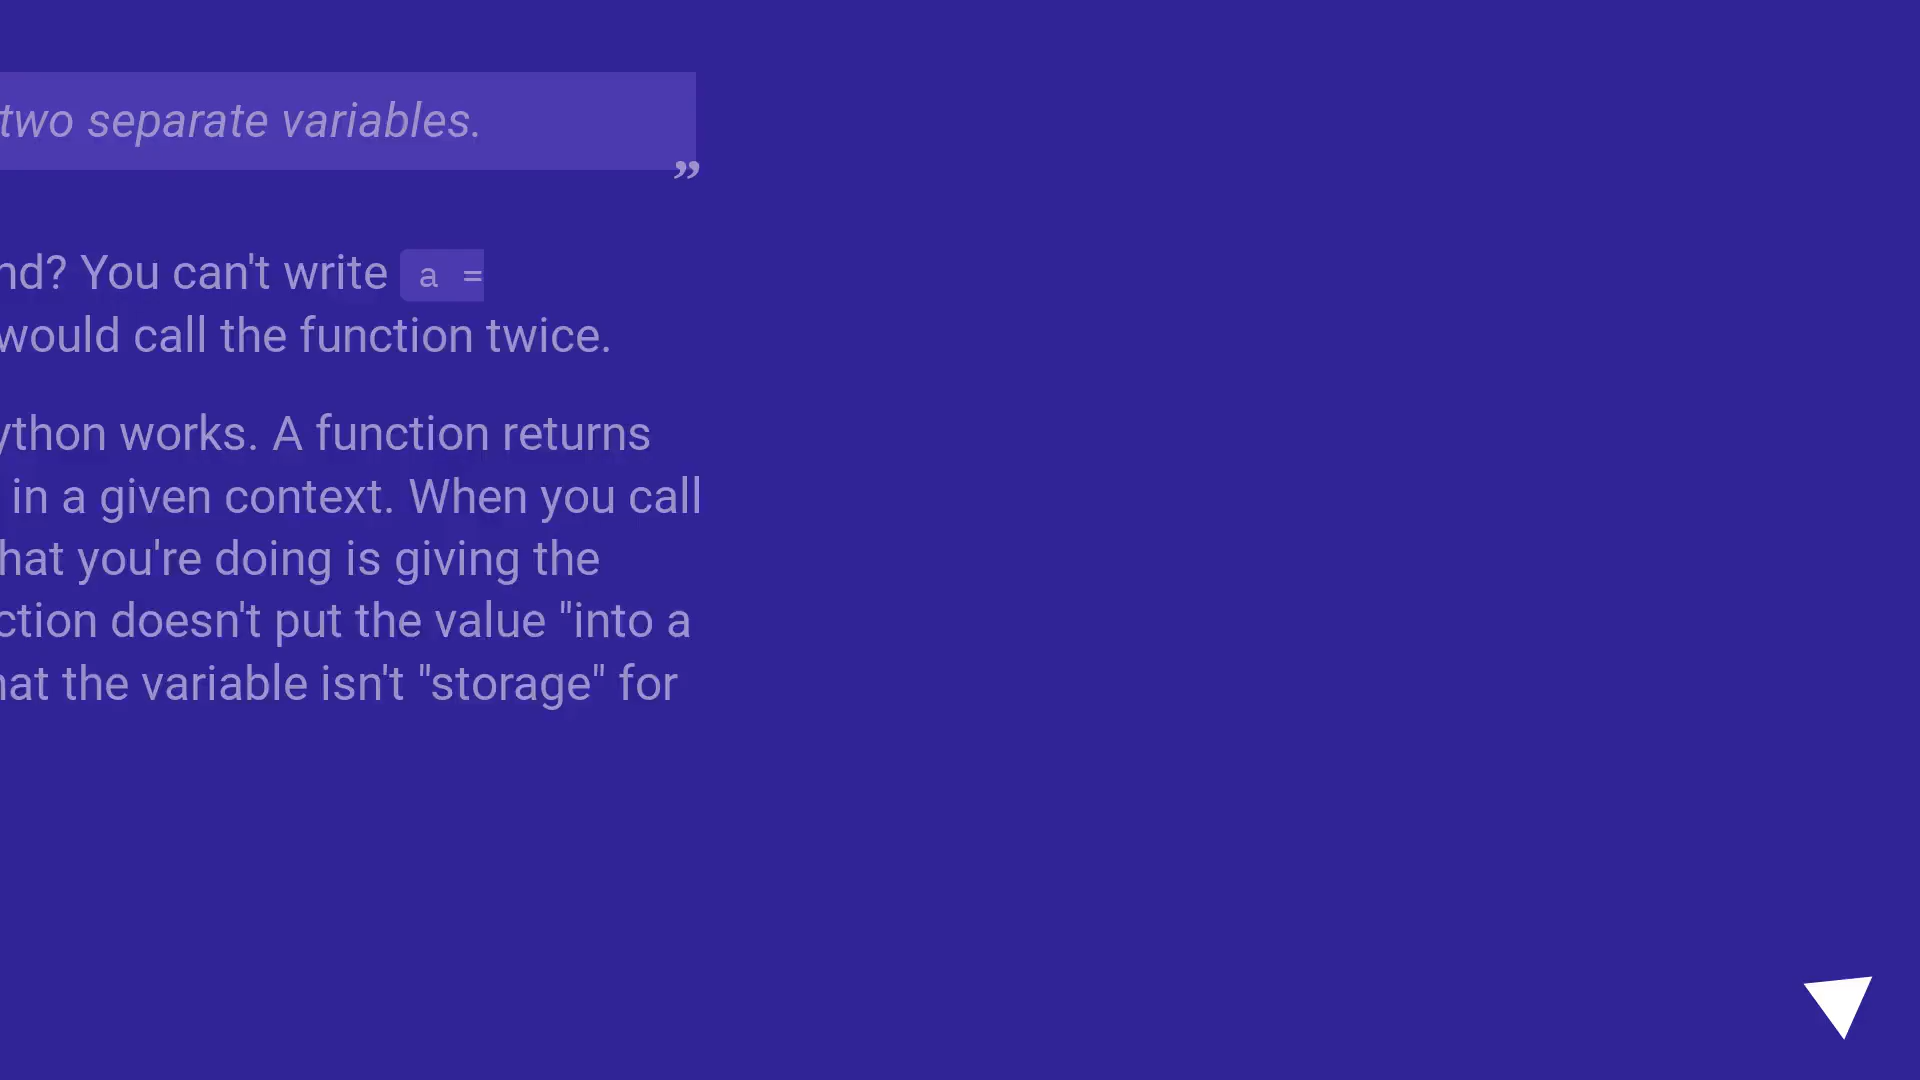 two separate variables.
”
nd? You can't write a =
would call the function twice.
ython works. A function returns
in a given context. When you call
hat you're doing is giving the
ction doesn't put the value "into a
hat the variable isn't "storage" for